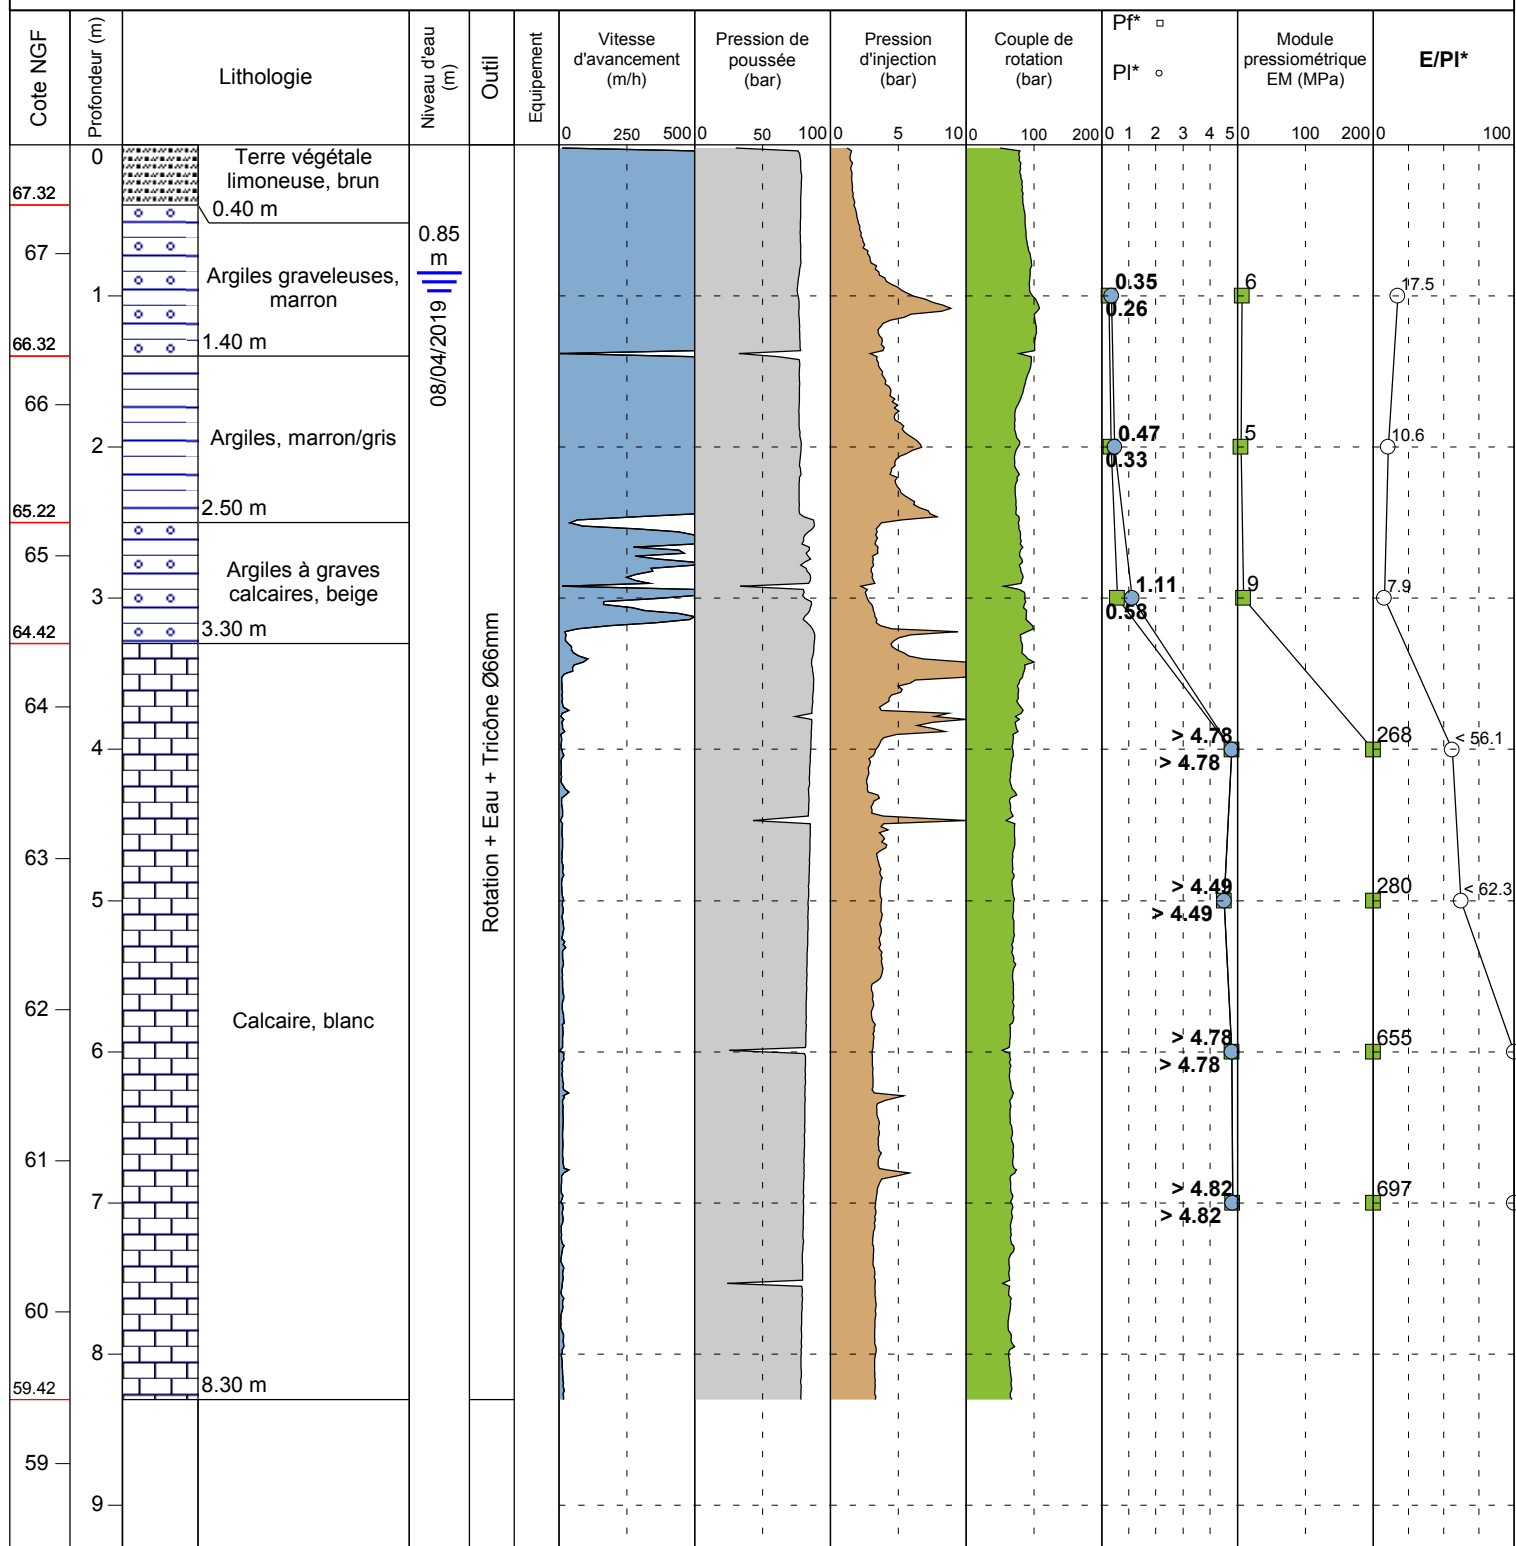 Cote NGF
Profondeur (m)
Lithologie
Niveau d'eau
(m)
Outil
Equipement
Vitesse
d'avancement
(m/h)
0 250 500
Pression de
poussée
(bar)
0 50 100
Pression
d'injection
(bar)
0 5 10
Couple de
rotation
(bar)
0 100 200
Pf*
Pl*
0 1 2 3 4 5
Module
pressiométrique
EM (MPa)
0 100 200
E/Pl*
0 100
67.32
67
66.32
66
65.22
65
64.42
64
63
62
61
60
59.42
59
0
1
2
3
4
5
6
7
8
9
Terre végétale
limoneuse, brun
0.40 m
Argiles graveleuses,
marron
1.40 m
Argiles, marron/gris
2.50 m
Argiles à graves
calcaires, beige
3.30 m
Calcaire, blanc
8.30 m
0.85
m
08/04/2019
Rotation + Eau + Tricône Ø66mm
0.35
0.26
0.47
0.33
1.11
0.58
> 4.78
> 4.78
> 4.49
> 4.49
> 4.78
> 4.78
> 4.82
> 4.82
6
5
9
268
280
655
697
17.5
10.6
7.9
< 56.1
< 62.3